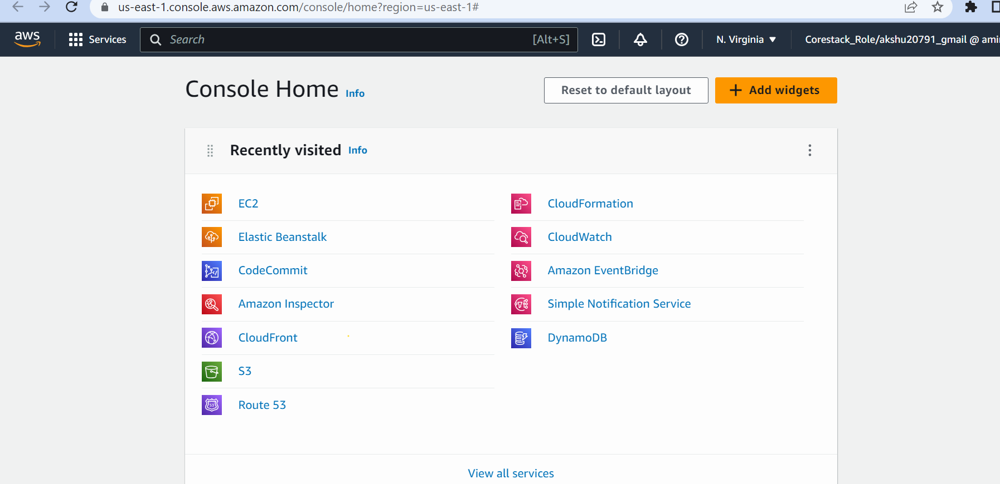 us-east-1.console.aws.amazon.com/console/home?region=us-east-1#
aws
Services
Search
[Alt+S]
N. Virginia
Corestack_Role/akshu20791_gmail @ ami
Console Home Info
Reset to default layout
Add widgets
Recently visited Info
EC2
Elastic Beanstalk
CodeCommit
Amazon Inspector
CloudFront
S3
Route 53
CloudFormation
CloudWatch
Amazon EventBridge
Simple Notification Service
DynamoDB
View all services